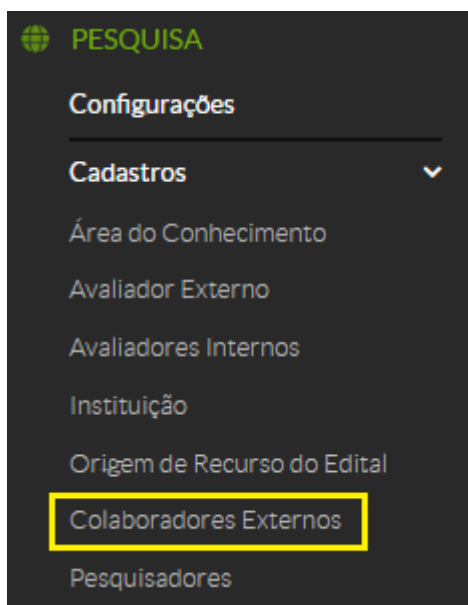 PESQUISA
Configurações
Cadastros
Área do Conhecimento
Avaliador Externo
Avaliadores Internos
Instituição
Origem de Recurso do Edital
Colaboradores Externos
Pesquisadores